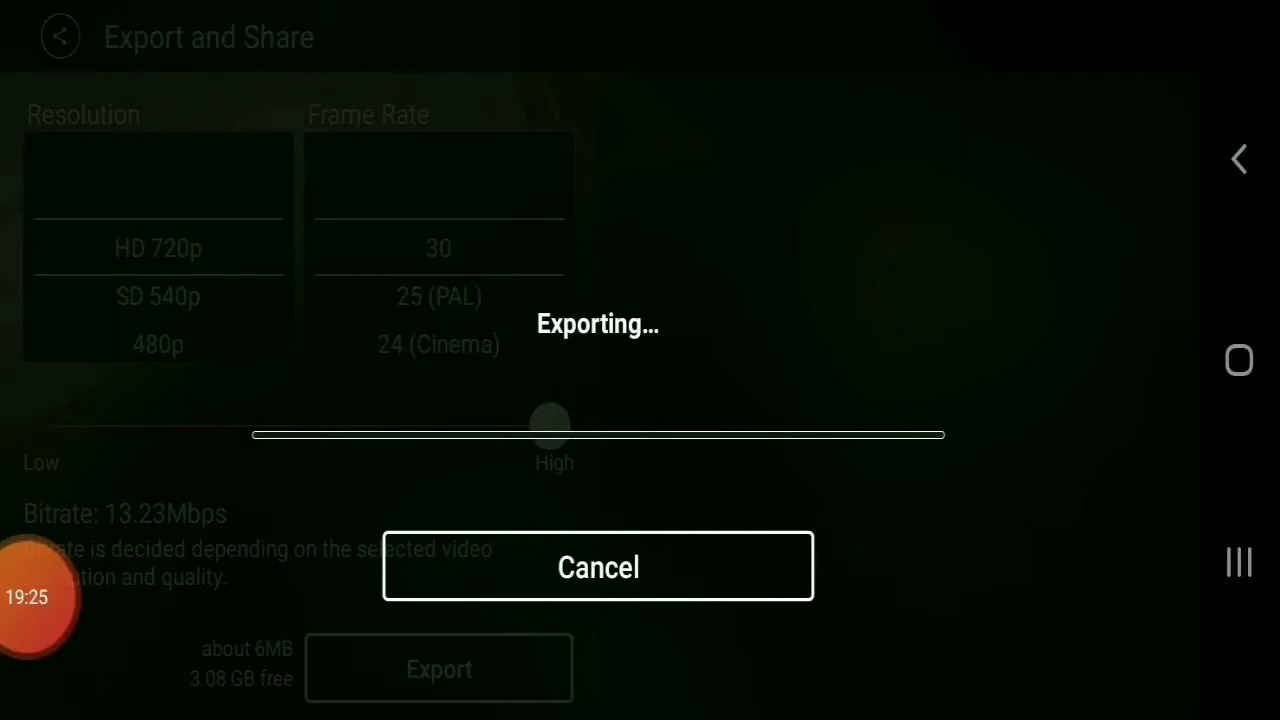 Export and Share
Resolution
Frame Rate
HD 720p
30
SD 540p
25 (PAL)
480p
24 (Cinema)
Exporting...
Low
High
Bitrate: 13.23Mbps
is decided depending on the selected video
and quality.
Cancel
19:25
about 6MB
3.08 GB free
Export